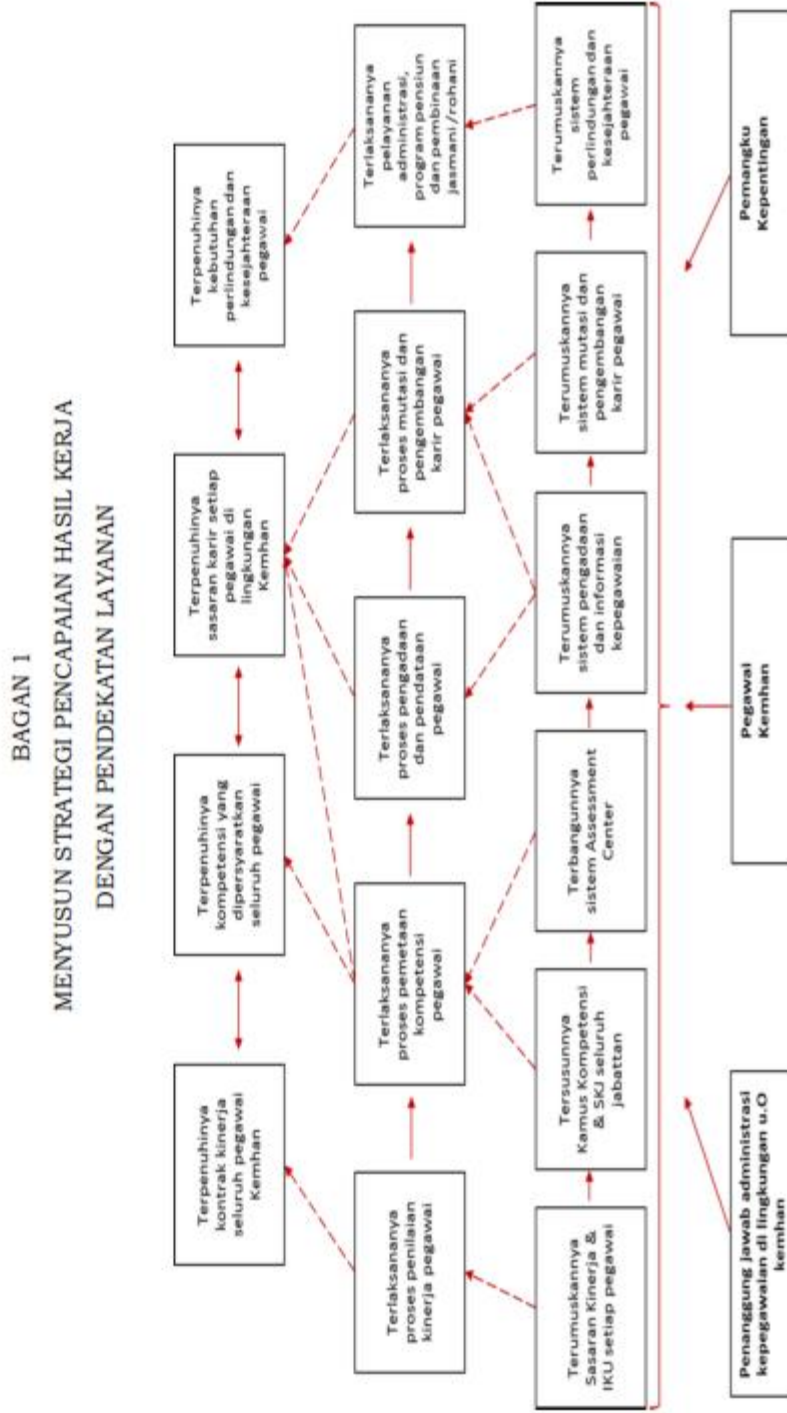 BAGAN 1
MENYUSUN STRATEGI PENCAPAIAN HASIL KERJA
DENGAN PENDEKATAN LAYANAN
Terpenuhinya
kontrak kinerja
seluruh pegawai
Kemhan
Terpenuhinya
kompetensi yang
dipersyaratkan
seluruh pegawai
Terpenuhinya
sasaran karir setiap
pegawai di
lingkungan
Kemhan
Terpenuhinya
kebutuhan
perlindungan dan
kesejahteraan
pegawai
Terlaksananya
proses penilaian
kinerja pegawai
Terlaksananya
proses pemetaan
kompetensi
pegawai
Terlaksananya
proses pengadaan
dan pendataan
pegawai
Terlaksananya
proses mutasi dan
pengembangan
karir pegawai
Terlaksananya
pelayanan
administrasi,
program pensiun
dan pembinaan
jasmani/rohani
Terumuskannya
Sasaran Kinerja &
IKU setiap pegawai
Tersusunnya
Kamus Kompetensi
& SKJ seluruh
jabattan
Terbangunnya
sistem Assessment
Center
Terumuskannya
sistem pengadaan
dan informasi
kepegawaian
Terumuskannya
sistem mutasi dan
pengembangan
karir pegawai
Terumuskannya
sistem
perlindungan dan
kesejahteraan
pegawai
Penanggung jawab administrasi
kepegawaian di lingkungan u.O
kemhan
Pegawai
Kemhan
Pemangku
Kepentingan